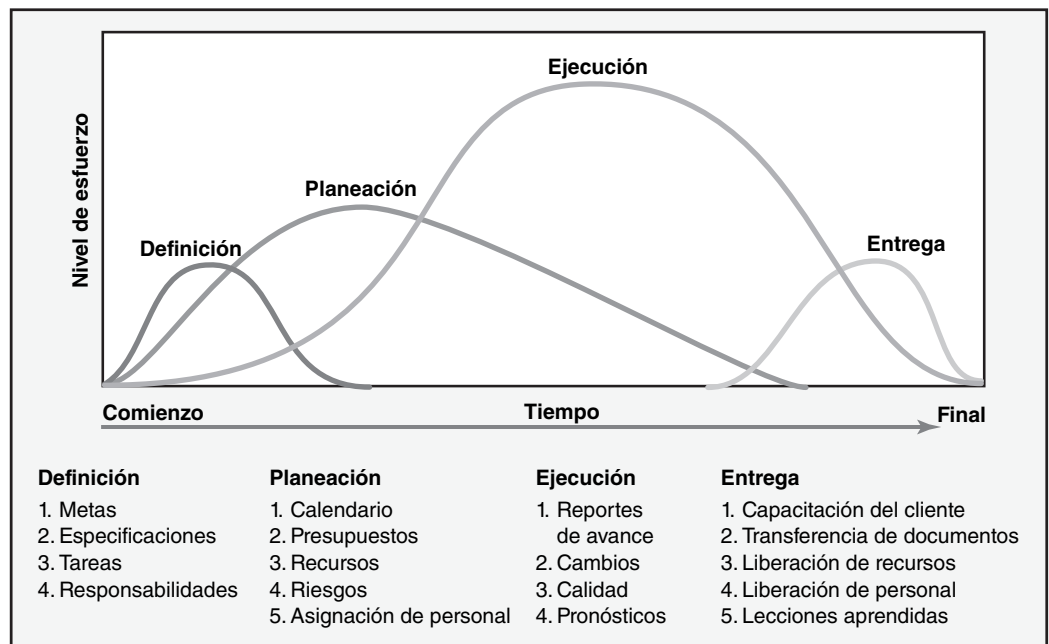 Nivel de esfuerzo
Ejecución
Planeación
Definición
Entrega
Comienzo
Tiempo
Final
Definición
1. Metas
2. Especificaciones
3. Tareas
4. Responsabilidades
Planeación
1. Calendario
2. Presupuestos
3. Recursos
4. Riesgos
5. Asignación de personal
Ejecución
1. Reportes
de avance
2. Cambios
3. Calidad
4. Pronósticos
Entrega
1. Capacitación del cliente
2. Transferencia de documentos
3. Liberación de recursos
4. Liberación de personal
5. Lecciones aprendidas